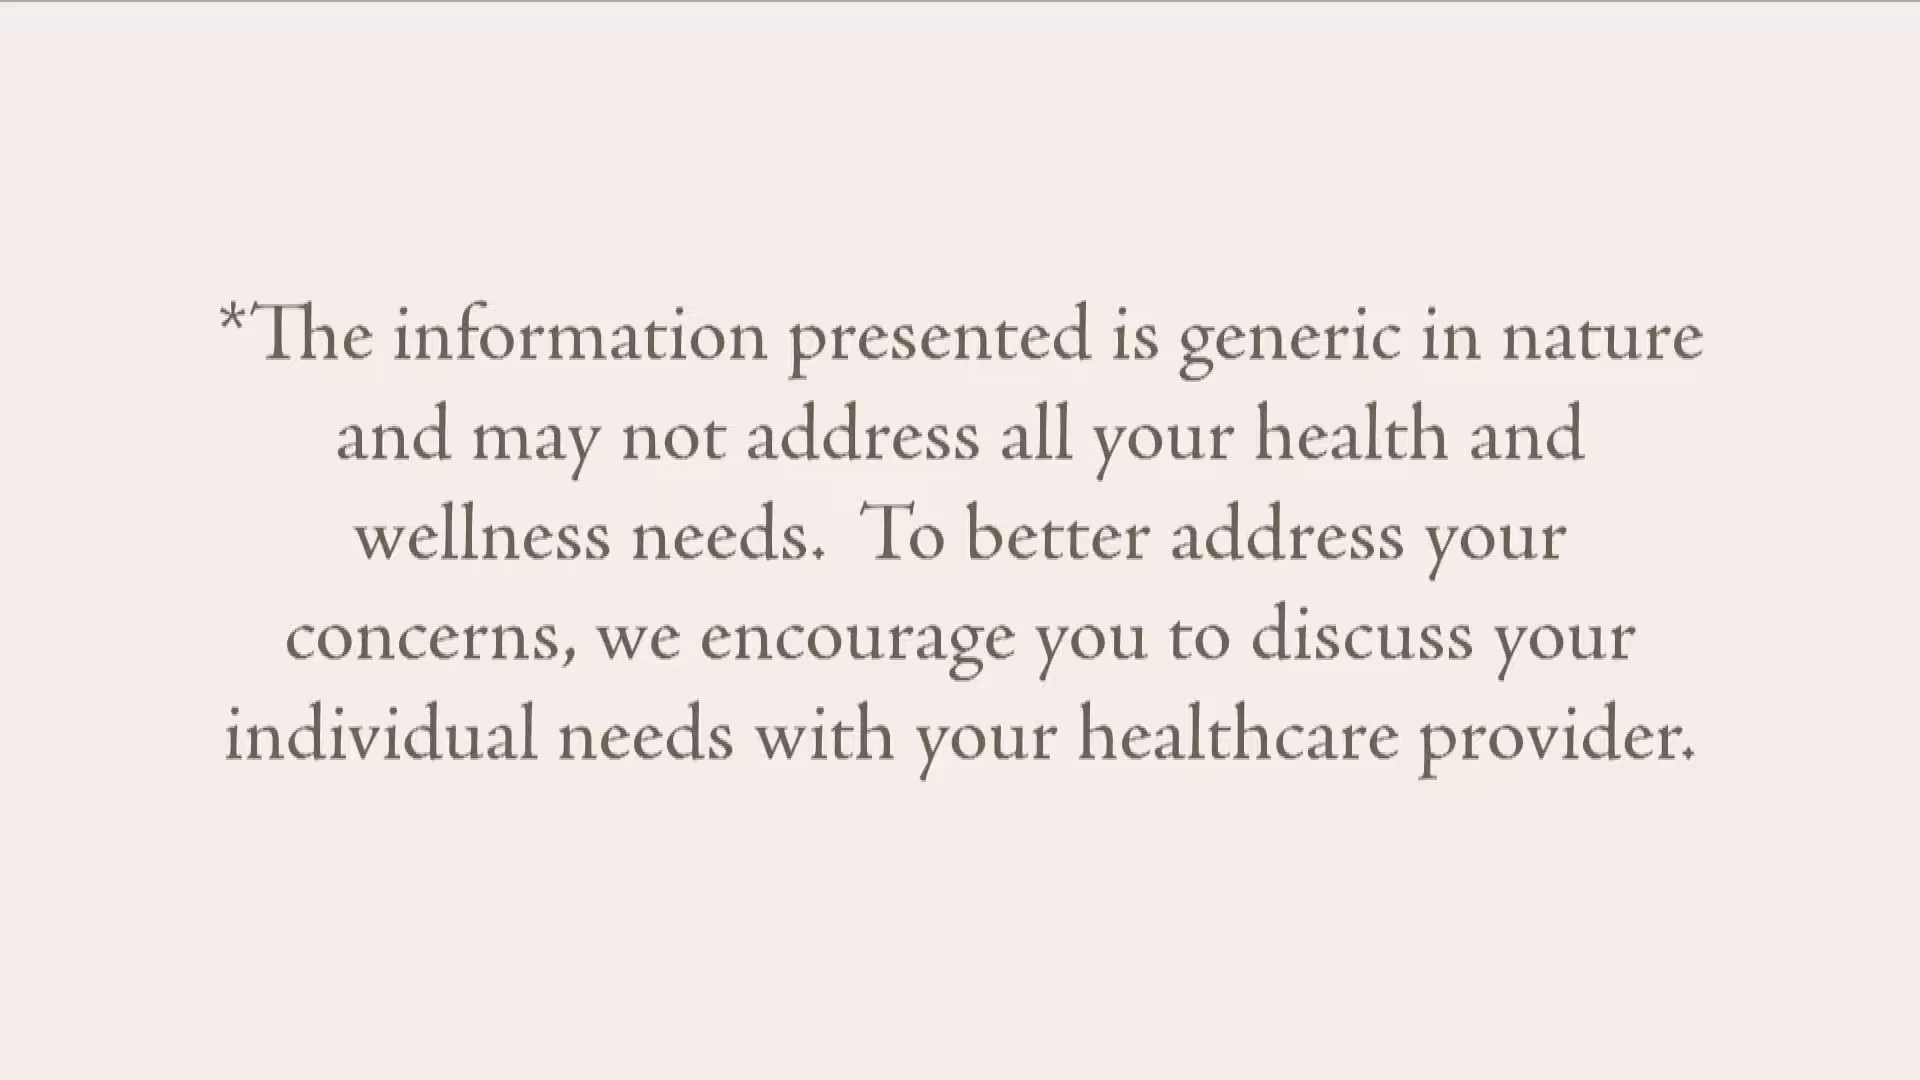 *The information presented is generic in nature
and may not address all your health and
wellness needs.  To better address your
concerns, we encourage you to discuss your
individual needs with your healthcare provider.